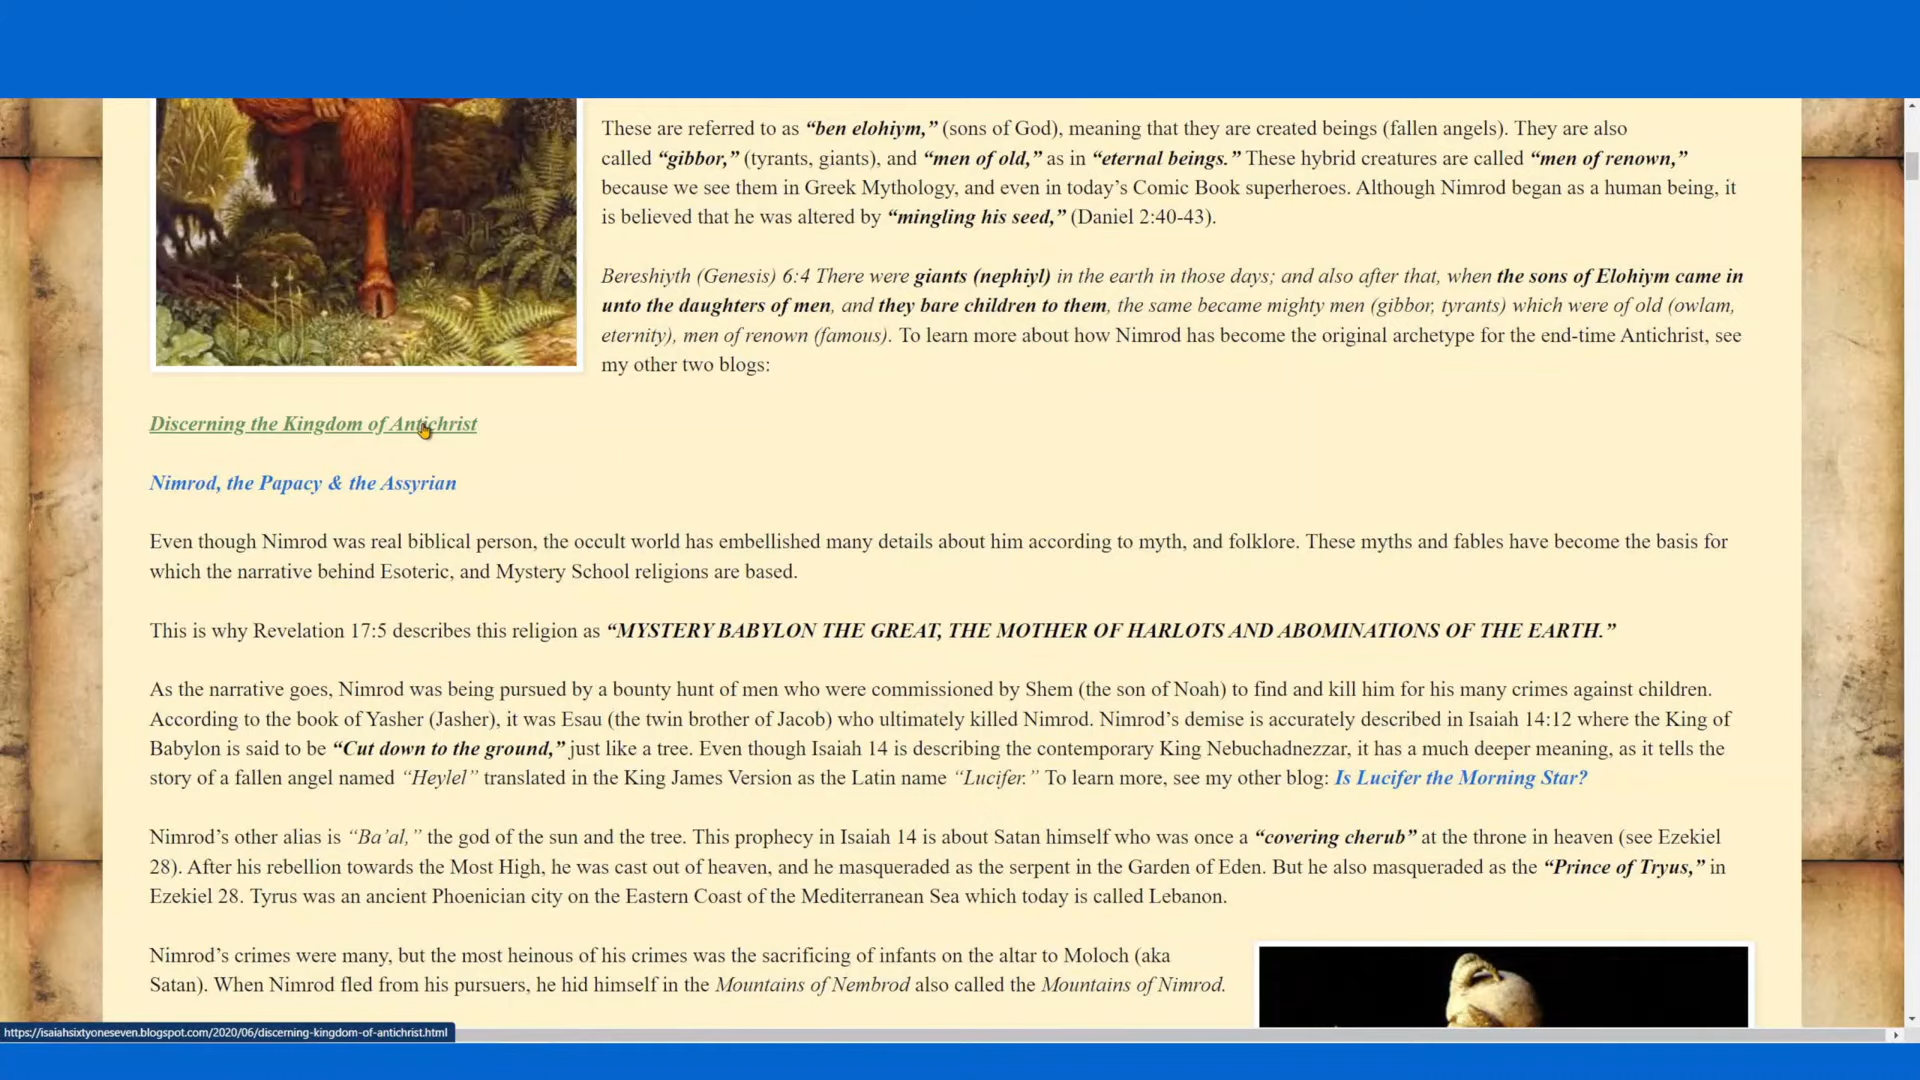 These are referred to as “ben elohiym,” (sons of God), meaning that they are created beings (fallen angels). They are also
called “gibbor,” (tyrants, giants), and “men of old,” as in “eternal beings.” These hybrid creatures are called “men of renown,”
because we see them in Greek Mythology, and even in today’s Comic Book superheroes. Although Nimrod began as a human being, it
is believed that he was altered by “mingling his seed,” (Daniel 2:40-43).
Bereshiyth (Genesis) 6:4 There were giants (nephiyl) in the earth in those days; and also after that, when the sons of Elohiym came in
unto the daughters of men, and they bare children to them, the same became mighty men (gibbor, tyrants) which were of old (owlam,
eternity), men of renown (famous). To learn more about how Nimrod has become the original archetype for the end-time Antichrist, see
my other two blogs:
Discerning the Kingdom of Antichrist
Nimrod, the Papacy & the Assyrian
Even though Nimrod was real biblical person, the occult world has embellished many details about him according to myth, and folklore. These myths and fables have become the basis for
which the narrative behind Esoteric, and Mystery School religions are based.
This is why Revelation 17:5 describes this religion as “MYSTERY BABYLON THE GREAT, THE MOTHER OF HARLOTS AND ABOMINATIONS OF THE EARTH.”
As the narrative goes, Nimrod was being pursued by a bounty hunt of men who were commissioned by Shem (the son of Noah) to find and kill him for his many crimes against children.
According to the book of Yasher (Jasher), it was Esau (the twin brother of Jacob) who ultimately killed Nimrod. Nimrod’s demise is accurately described in Isaiah 14:12 where the King of
Babylon is said to be “Cut down to the ground,” just like a tree. Even though Isaiah 14 is describing the contemporary King Nebuchadnezzar, it has a much deeper meaning, as it tells the
story of a fallen angel named “Heylel” translated in the King James Version as the Latin name “Lucifer.” To learn more, see my other blog: Is Lucifer the Morning Star?
Nimrod’s other alias is “Ba’al,” the god of the sun and the tree. This prophecy in Isaiah 14 is about Satan himself who was once a “covering cherub” at the throne in heaven (see Ezekiel
28). After his rebellion towards the Most High, he was cast out of heaven, and he masqueraded as the serpent in the Garden of Eden. But he also masqueraded as the “Prince of Tryus,” in
Ezekiel 28. Tyrus was an ancient Phoenician city on the Eastern Coast of the Mediterranean Sea which today is called Lebanon.
Nimrod’s crimes were many, but the most heinous of his crimes was the sacrificing of infants on the altar to Moloch (aka
Satan). When Nimrod fled from his pursuers, he hid himself in the Mountains of Nembrod also called the Mountains of Nimrod.
https://isaiahsixtyoneseven.blogspot.com/2020/06/discerning-kingdom-of-antichrist.html